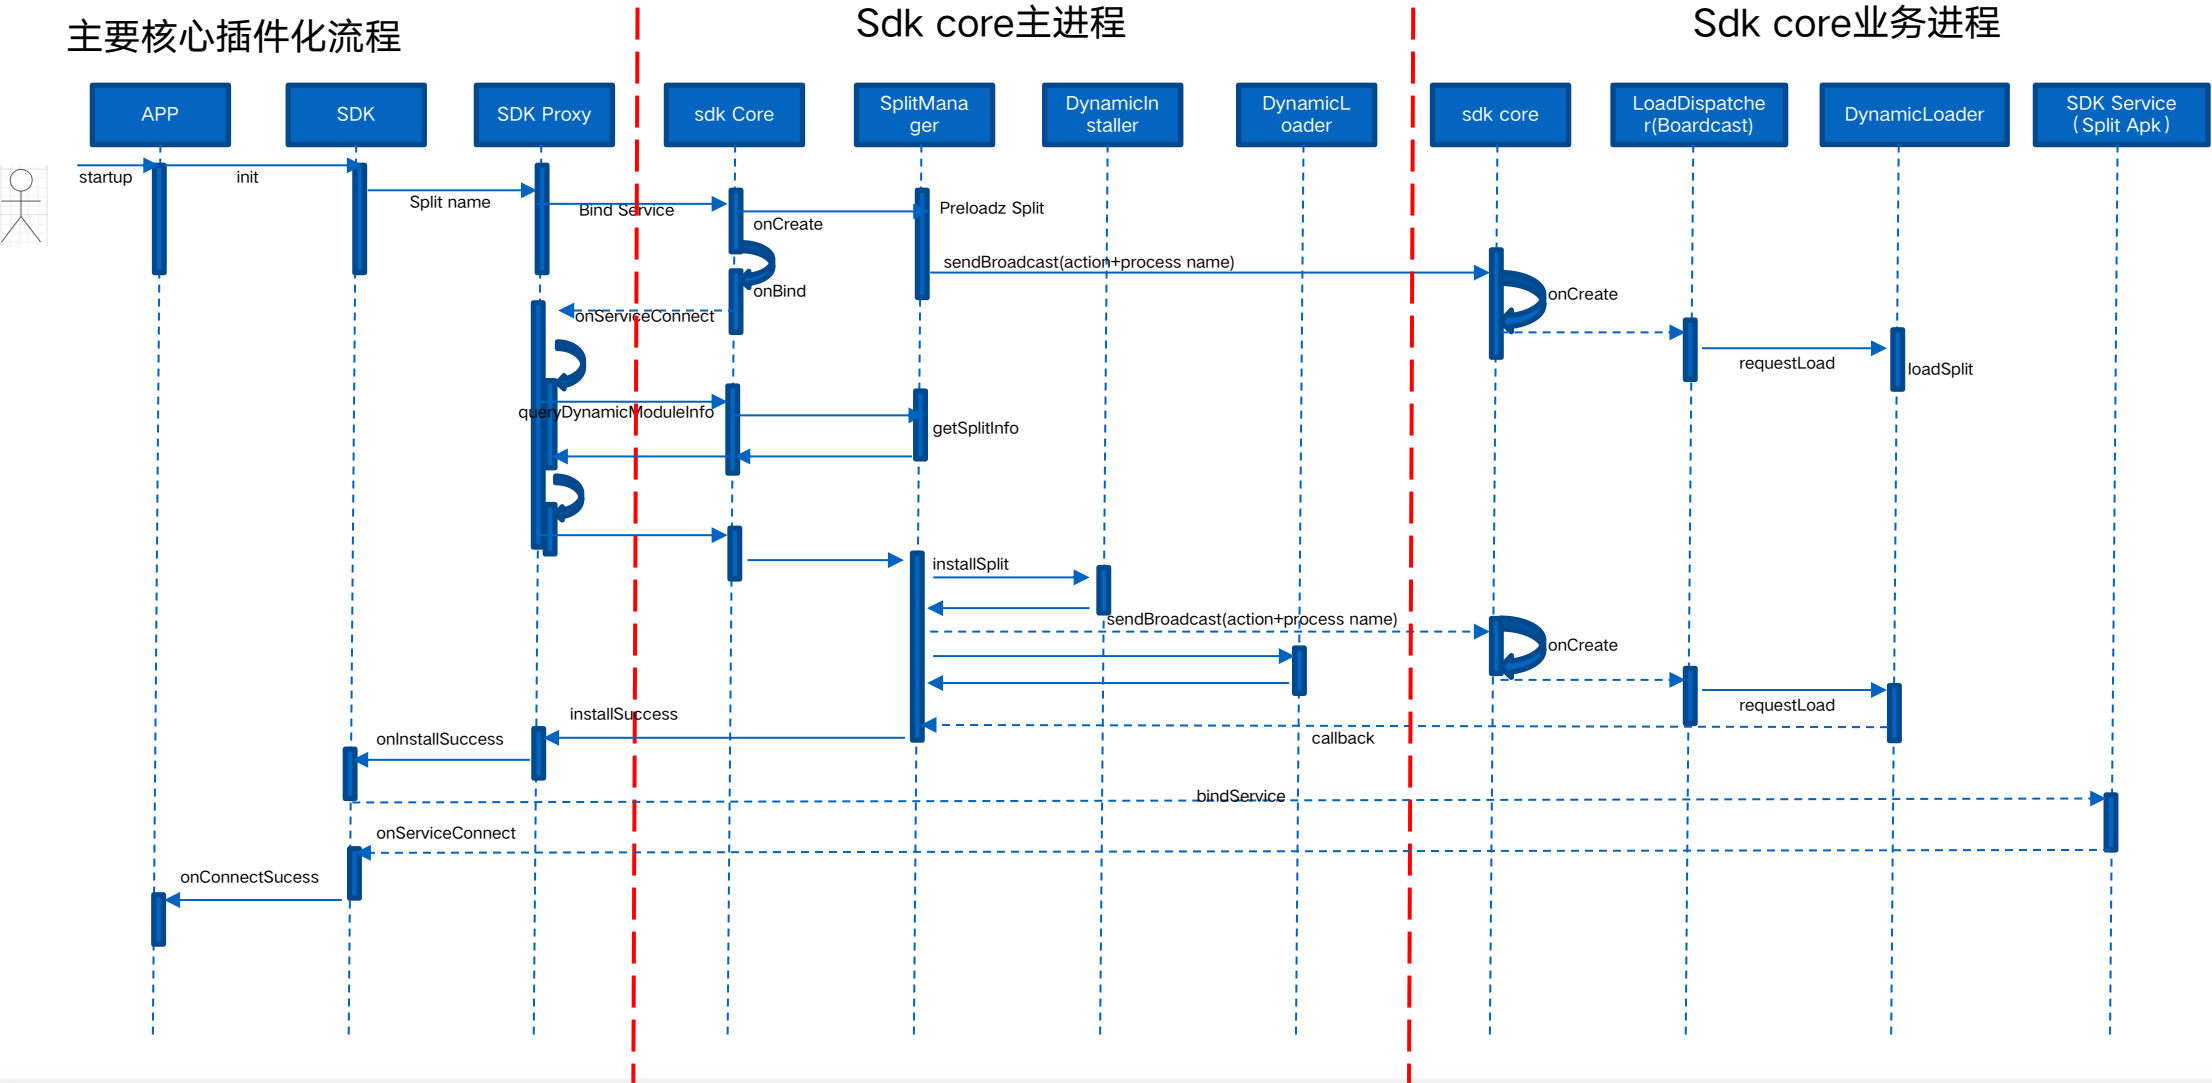 主要核心插件化流程
Sdk core主进程
Sdk core业务进程
APP
SDK
SDK Proxy
sdk Core
SplitMana
ger
DynamicIn
staller
DynamicL
oader
sdk core
LoadDispatche
r(Boardcast)
DynamicLoader
SDK Service
（Split Apk）
startup
init
Split name
Bind Service
onCreate
Preloadz Split
sendBroadcast(action+process name)
onBind
onCreate
onServiceConnect
requestLoad
loadSplit
queryDynamicModuleInfo
getSplitInfo
installSplit
sendBroadcast(action+process name)
onCreate
requestLoad
installSuccess
onInstallSuccess
callback
bindService
onServiceConnect
onConnectSucess